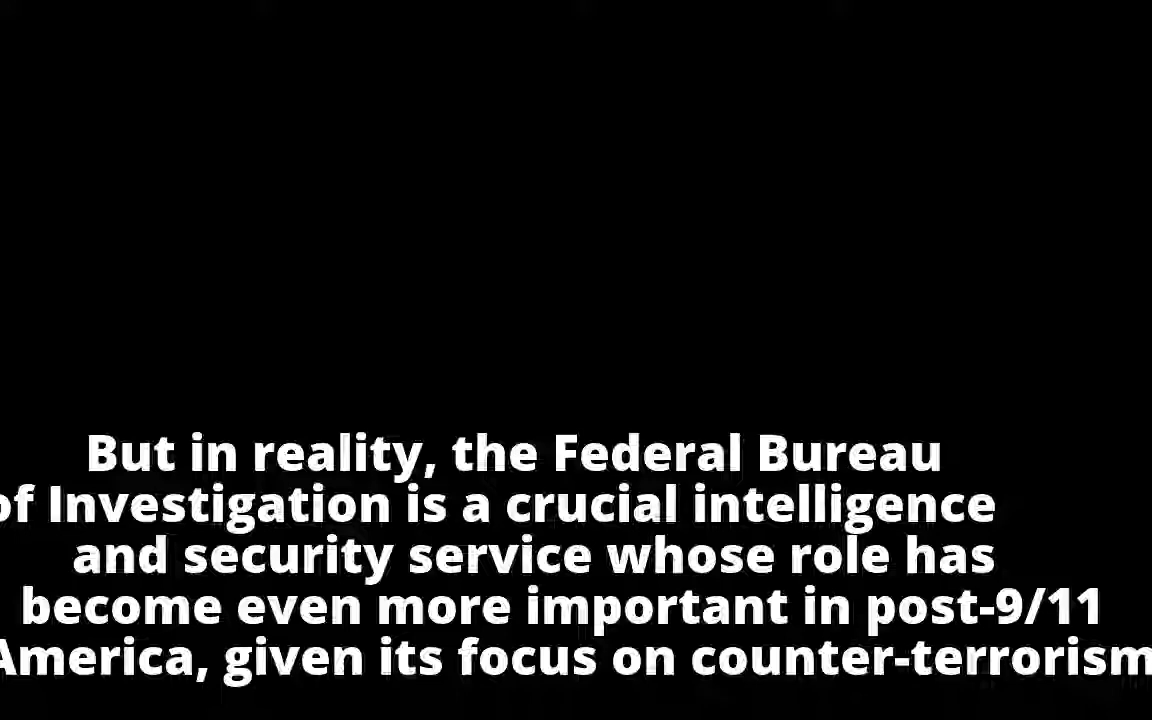 But in reality, the Federal Bureau
of Investigation is a crucial intelligence
and security service whose role has
become even more important in post-9/11
America, given its focus on counter-terrorism